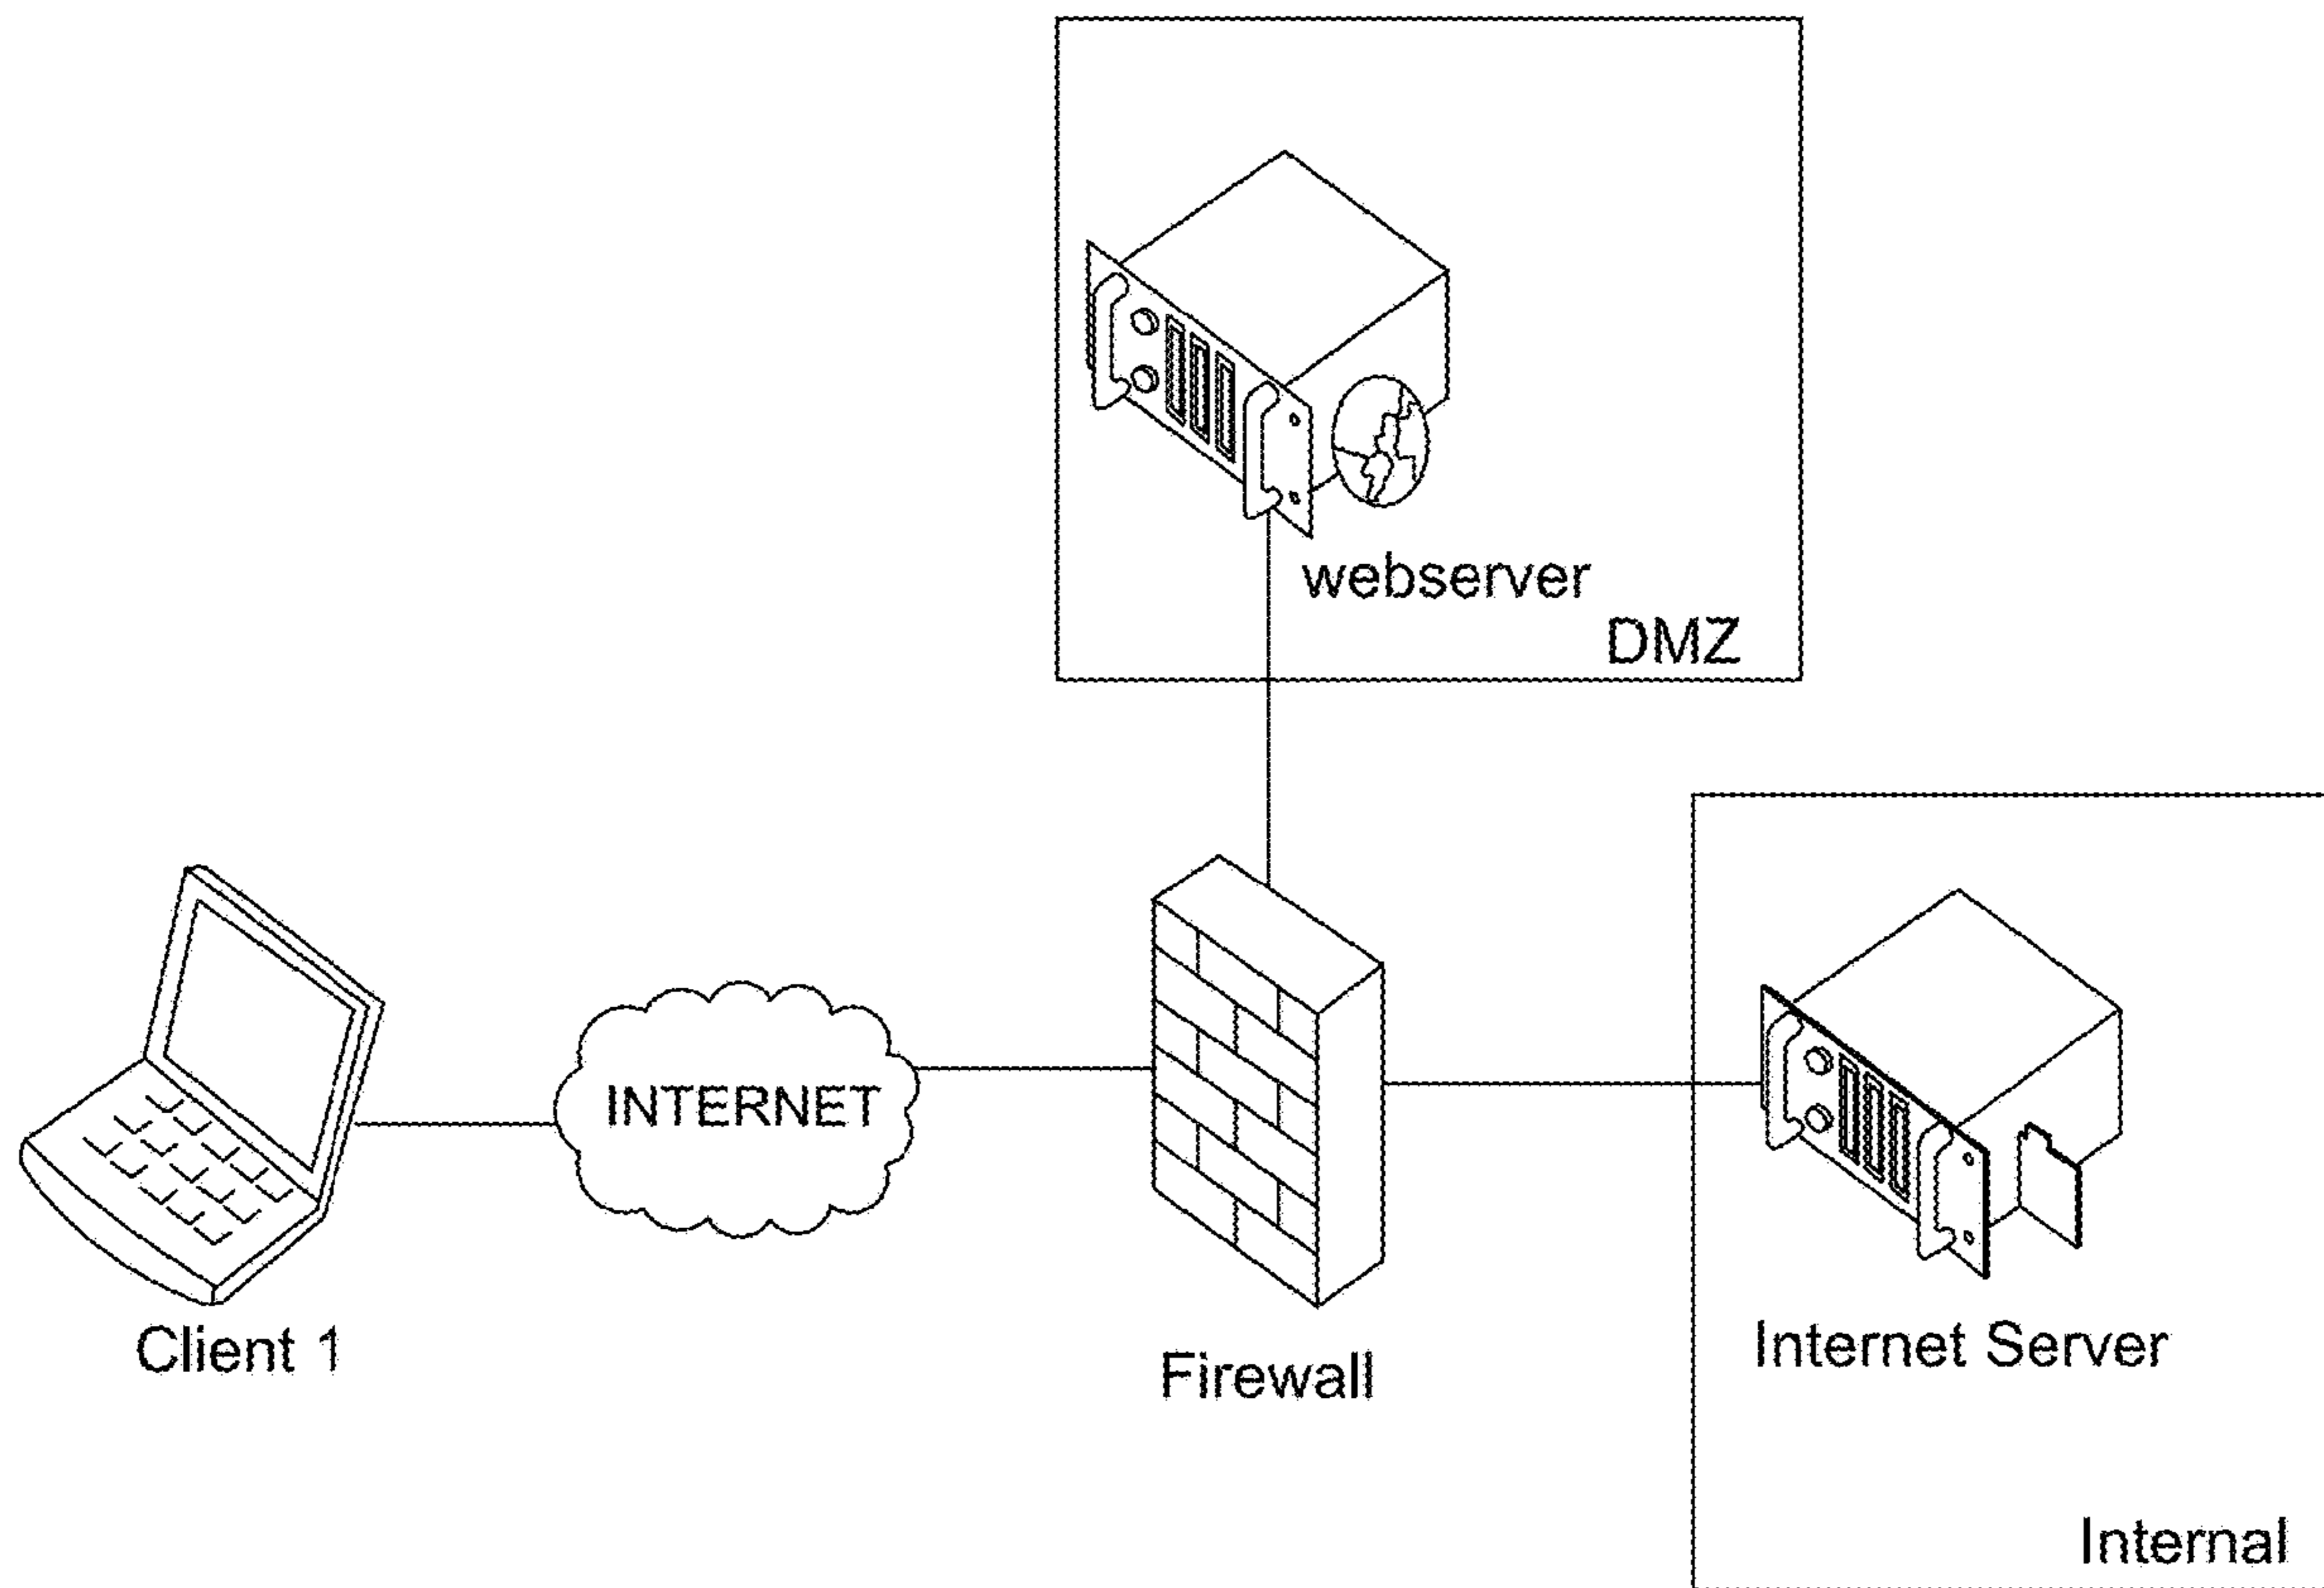 webserver
DMZ
INTERNET
Client 1
Firewall
Internet Server
Internal